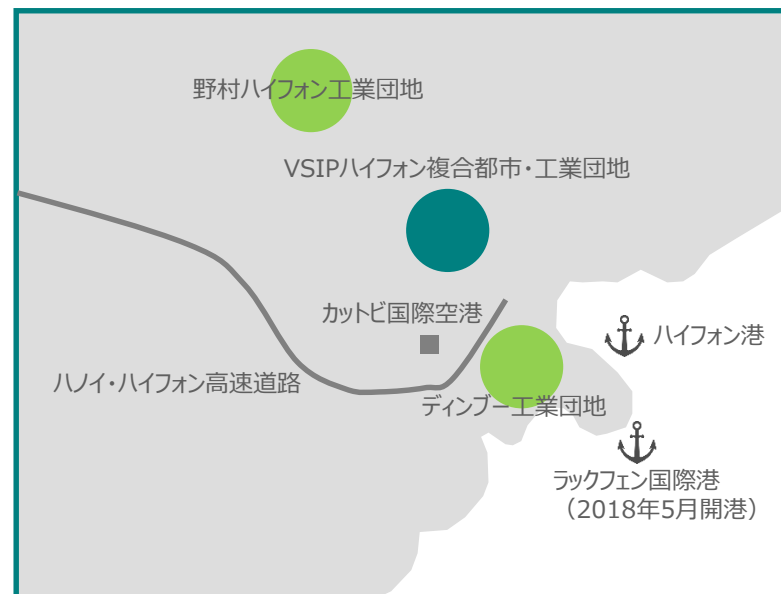 野村ハイフォン工業団地
VSIPハイフォン複合都市・工業団地
カットビ国際空港
ハイフォン港
ハノイ・ハイフォン高速道路
ディンブー工業団地
ラックフェン国際港
（2018年5月開港）